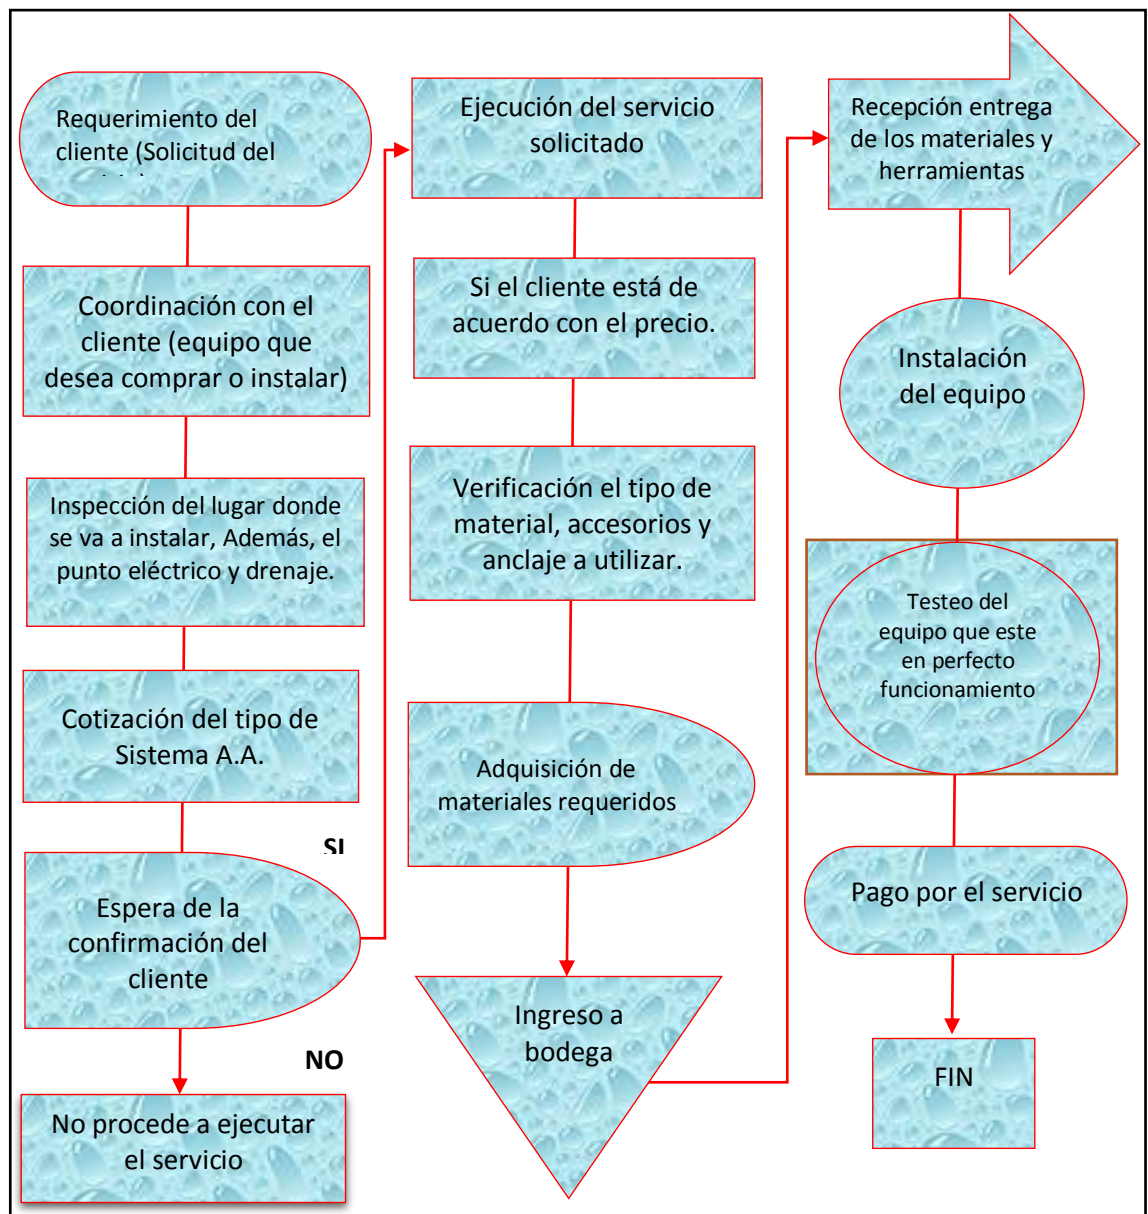 Requerimiento del
cliente (Solicitud del
Coordinación con el
cliente (equipo que
desea comprar o instalar)
Inspección del lugar donde
se va a instalar, Además, el
punto eléctrico y drenaje.
Cotización del tipo de
Sistema A.A.
SI
Espera de la
confirmación del
cliente
NO
No procede a ejecutar
el servicio
Ejecución del servicio
solicitado
Si el cliente está de
acuerdo con el precio.
Verificación el tipo de
material, accesorios y
anclaje a utilizar.
Adquisición de
materiales requeridos
Ingreso a
bodega
Recepción entrega
de los materiales y
herramientas
Instalación
del equipo
Testeo del
equipo que este
en perfecto
funcionamiento
Pago por el servicio
FIN